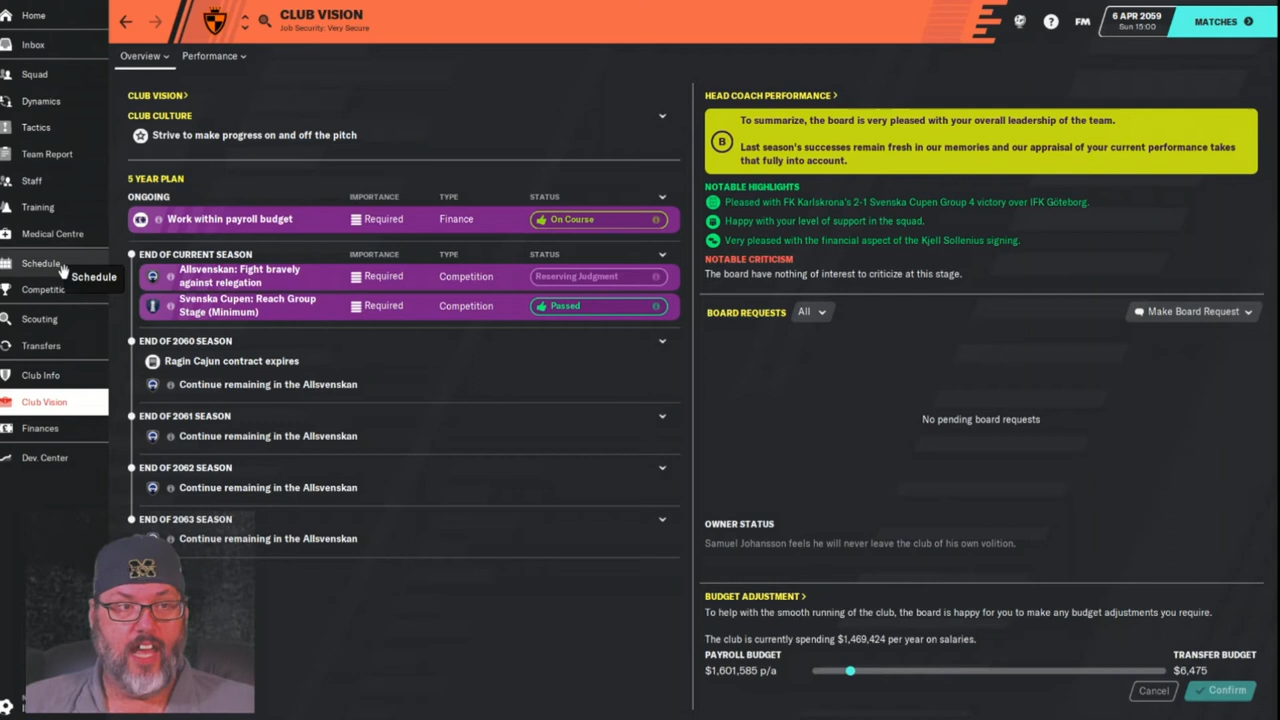 Home
CLUB VISION
Job Security: Very Secure
FM
6 APR 2059
Sun 15:00
MATCHES
Inbox
Squad
Dynamics
Tactics
Team Report
Staff
Training
Medical Centre
Schedule
Schedule
Competitic
Scouting
Transfers
Club Info
Club Vision
Finances
Dev. Center
Overview
Performance
CLUB VISION>
CLUB CULTURE
Strive to make progress on and off the pitch
5 YEAR PLAN
ONGOING IMPORTANCE TYPE STATUS
Work within payroll budget Required Finance On Course
END OF CURRENT SEASON IMPORTANCE TYPE STATUS
Allsvenskan: Fight bravely
against relegation Required Competition Reserving Judgment
Svenska Cupen: Reach Group
Stage (Minimum) Required Competition Passed
END OF 2060 SEASON
Ragin Cajun contract expires
Continue remaining in the Allsvenskan
END OF 2061 SEASON
Continue remaining in the Allsvenskan
END OF 2062 SEASON
Continue remaining in the Allsvenskan
END OF 2063 SEASON
Continue remaining in the Allsvenskan
HEAD COACH PERFORMANCE >
B
To summarize, the board is very pleased with your overall leadership of the team.
Last season's successes remain fresh in our memories and our appraisal of your current performance takes
that fully into account.
NOTABLE HIGHLIGHTS
Pleased with FK Karlskrona's 2-1 Svenska Cupen Group 4 victory over IFK Göteborg.
Happy with your level of support in the squad.
Very pleased with the financial aspect of the Kjell Sollenius signing.
NOTABLE CRITICISM
The board have nothing of interest to criticize at this stage.
BOARD REQUESTS All Make Board Request
No pending board requests
OWNER STATUS
Samuel Johansson feels he will never leave the club of his own volition.
BUDGET ADJUSTMENT >
To help with the smooth running of the club, the board is happy for you to make any budget adjustments you require.
The club is currently spending $1,469,424 per year on salaries.
PAYROLL BUDGET TRANSFER BUDGET
$1,601,585 p/a $6,475
Cancel Confirm